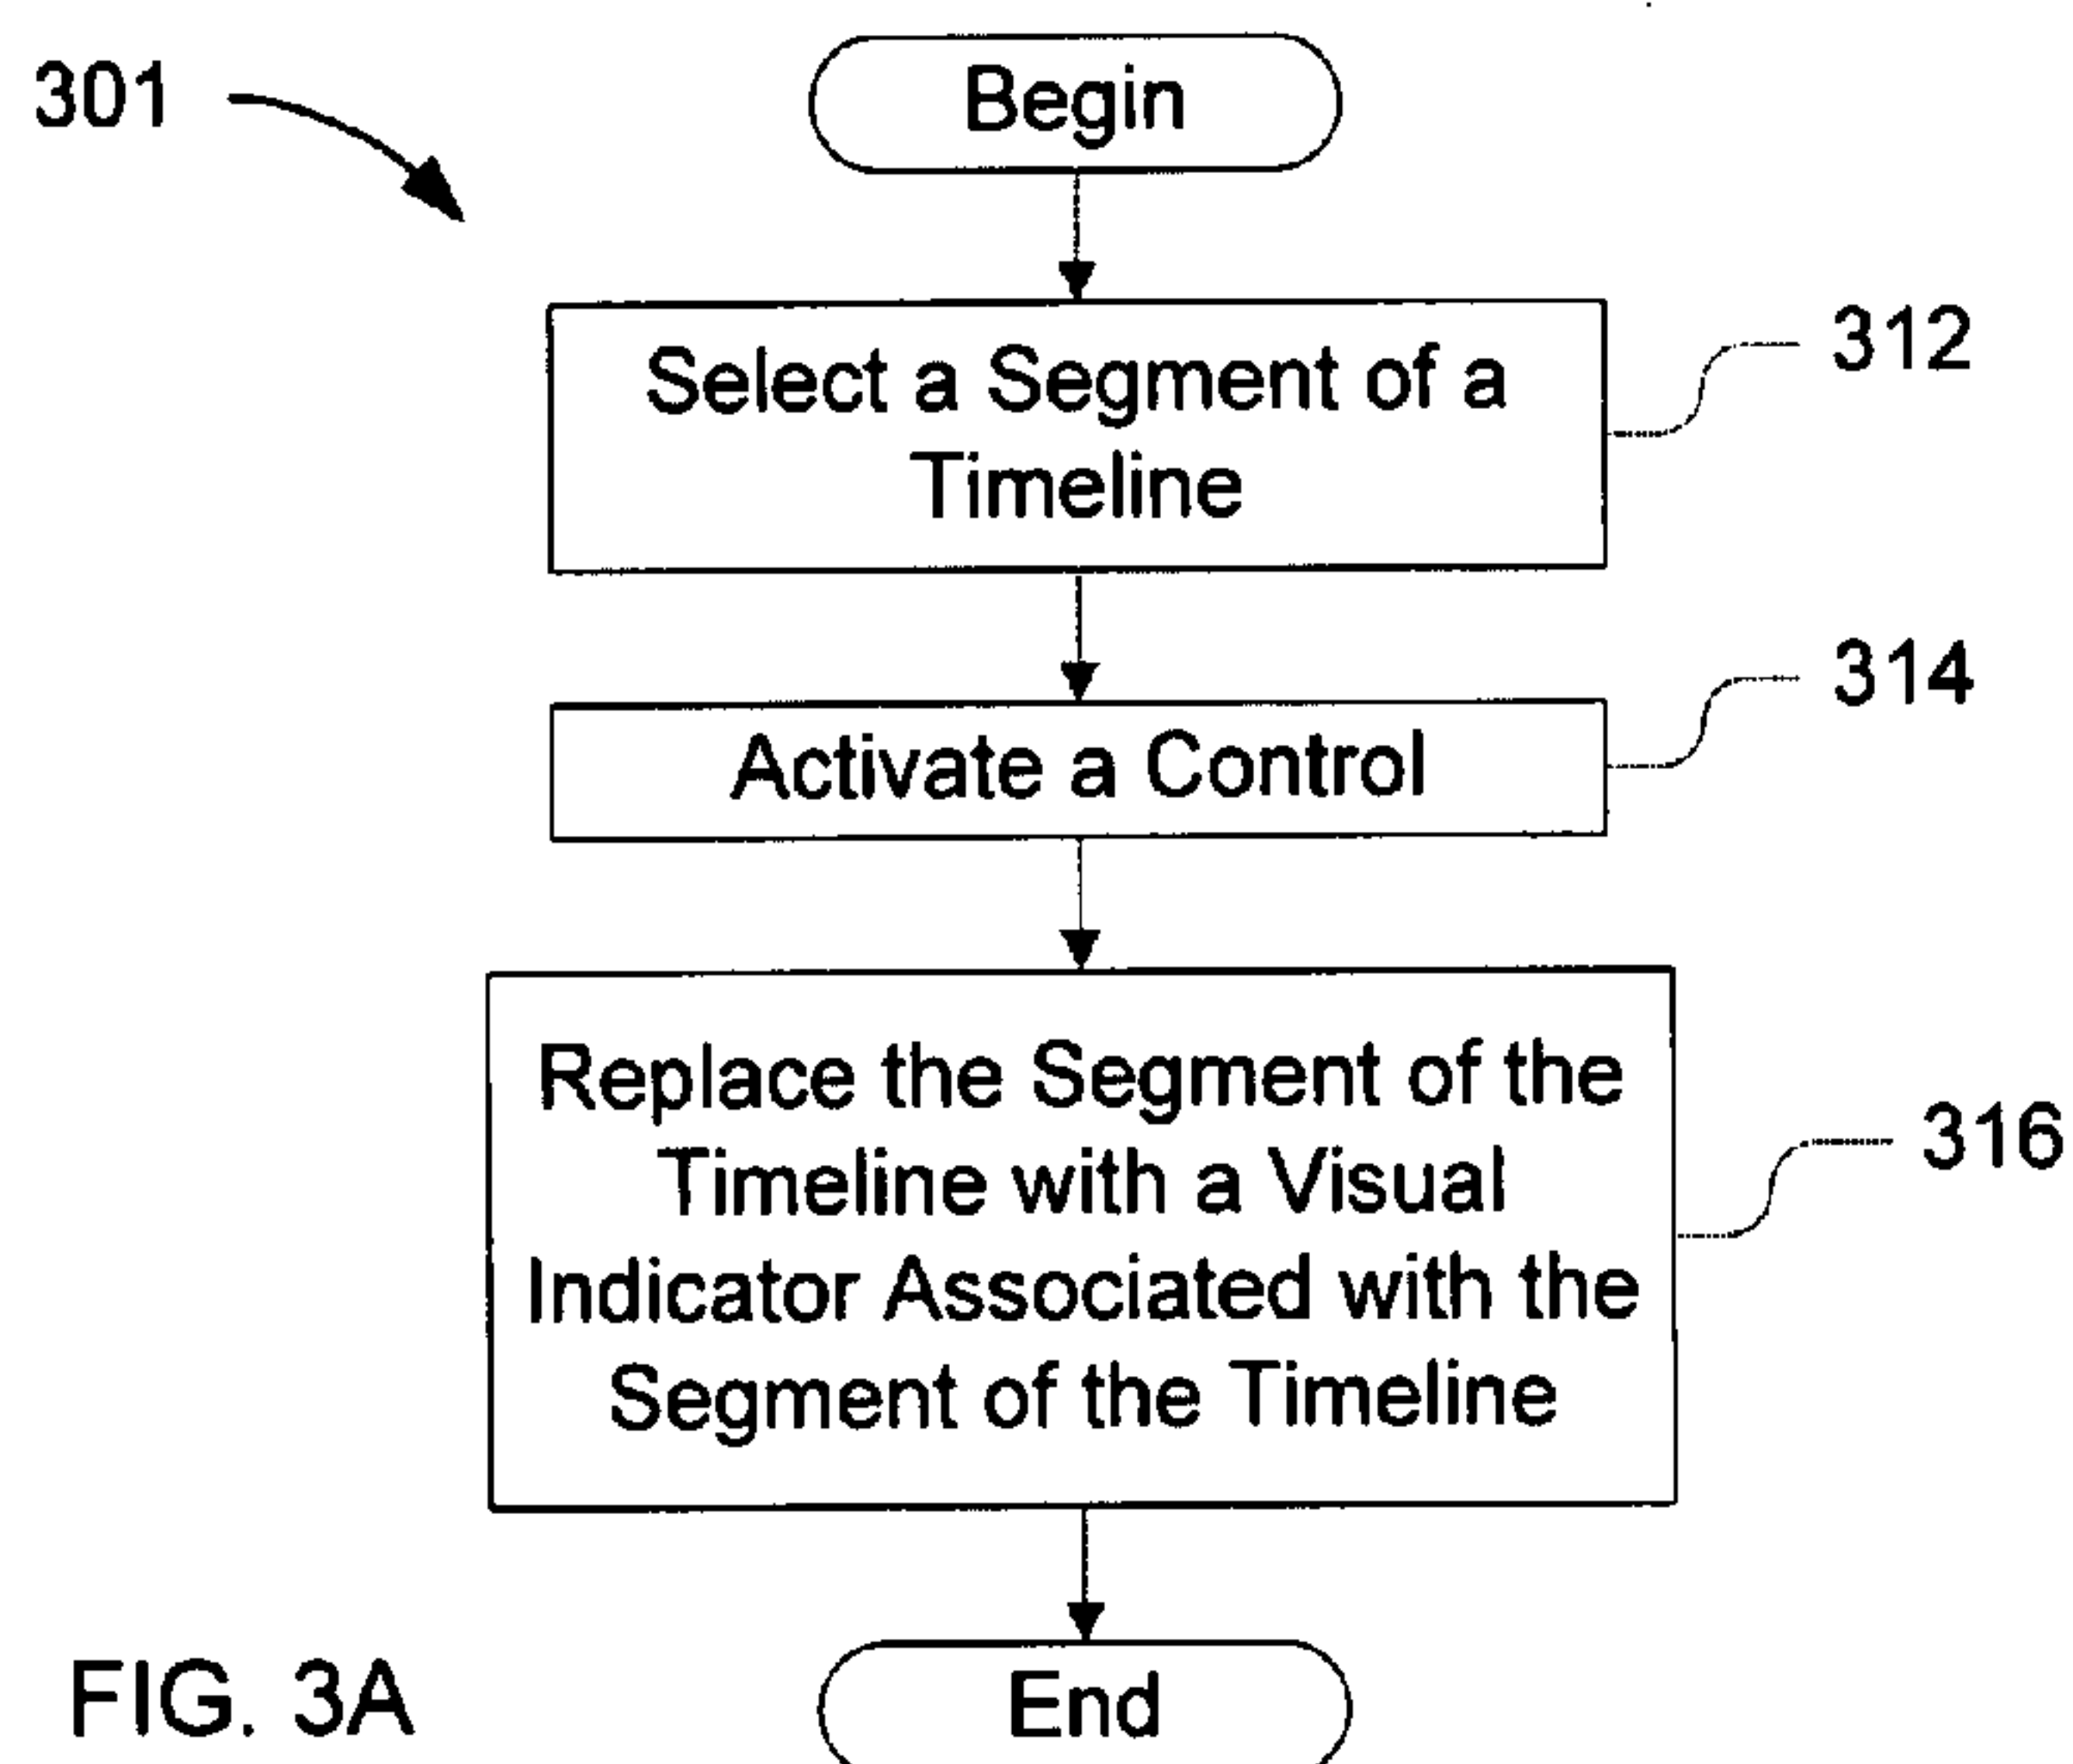 301
Begin
Select a Segment of a
Timeline
312
Activate a Control
314
Replace the Segment of the
Timeline with a Visual
Indicator Associated with the
Segment of the Timeline
316
End
FIG. 3A